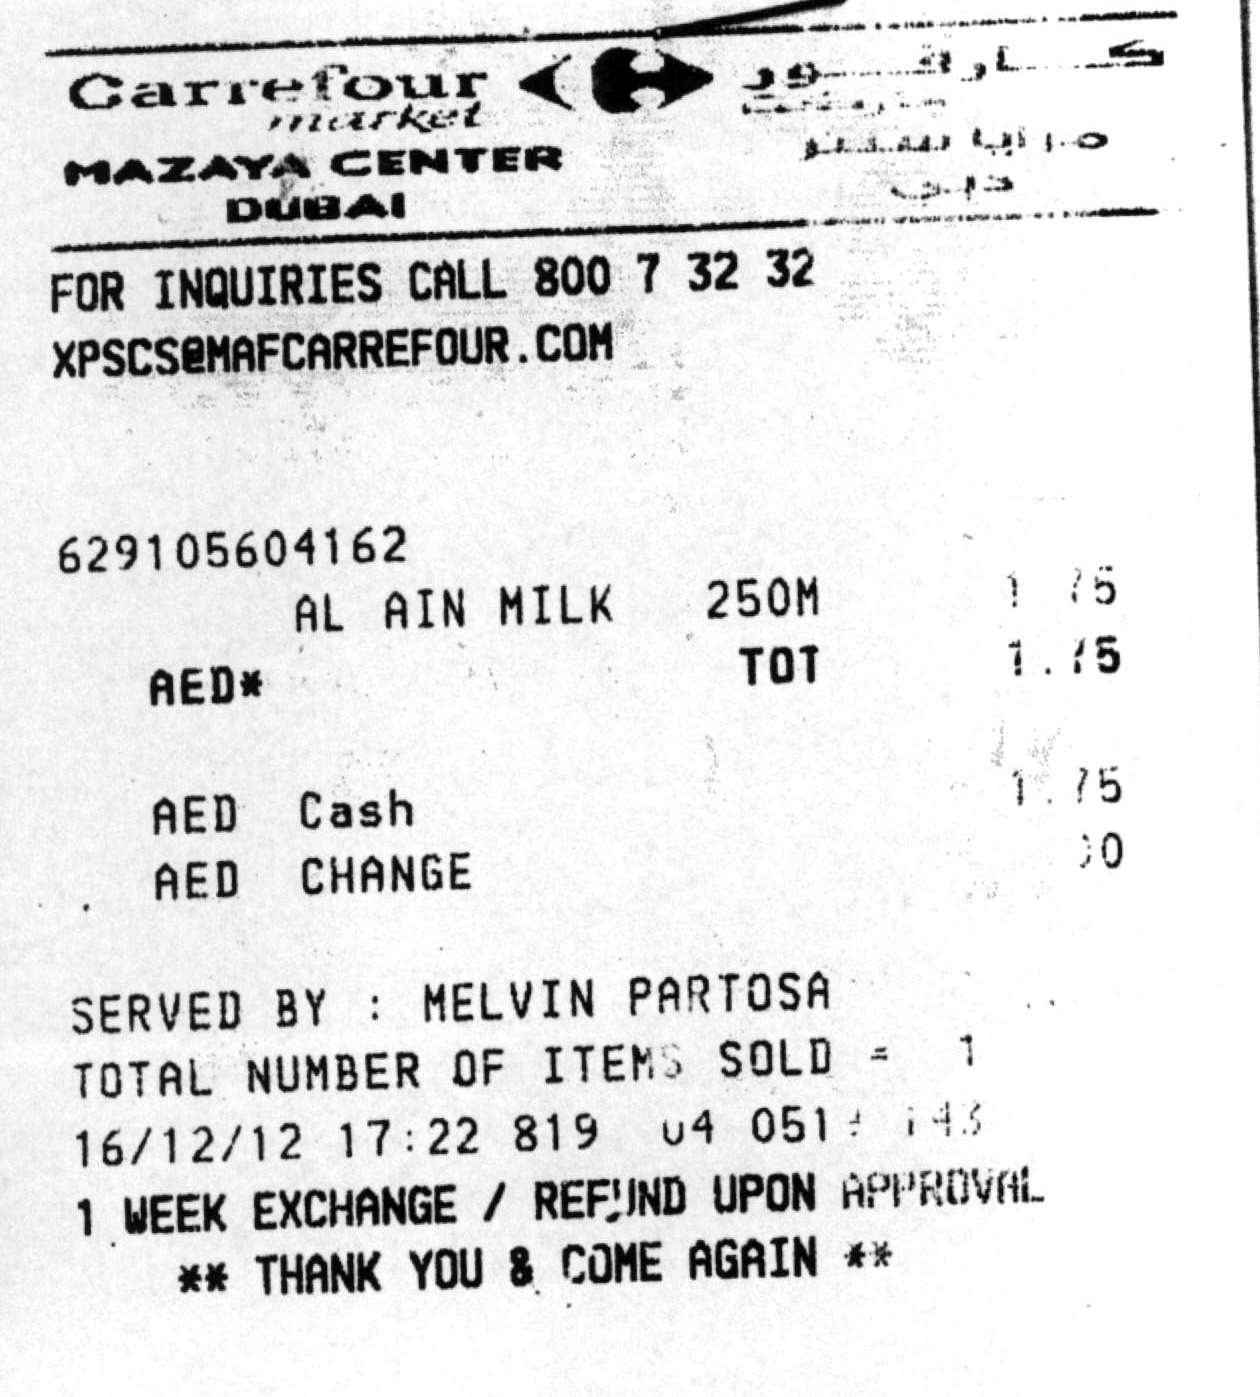 Carrefour
market
MAZAYA CENTER
DUBAI
FOR INQUIRIES CALL 800 7 32 32
XPSCS@MAFCARREFOUR.COM
629105604162
AL AIN MILK 250M 1.75
AED* TOT 1.75
AED Cash 1.75
AED CHANGE
SERVED BY : MELVIN PARTOSA
TOTAL NUMBER OF ITEMS SOLD = 1
16/12/12 17:22 819
1 WEEK EXCHANGE / REFUND UPON APPROVAL
** THANK YOU & COME AGAIN **